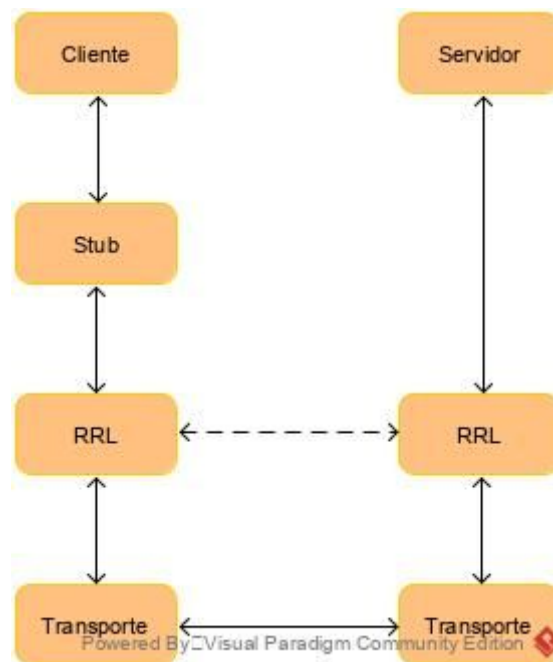 Cliente
Servidor
Stub
RRL
RRL
Transporte
Transporte
Powered By□Visual Paradigm Community Edition